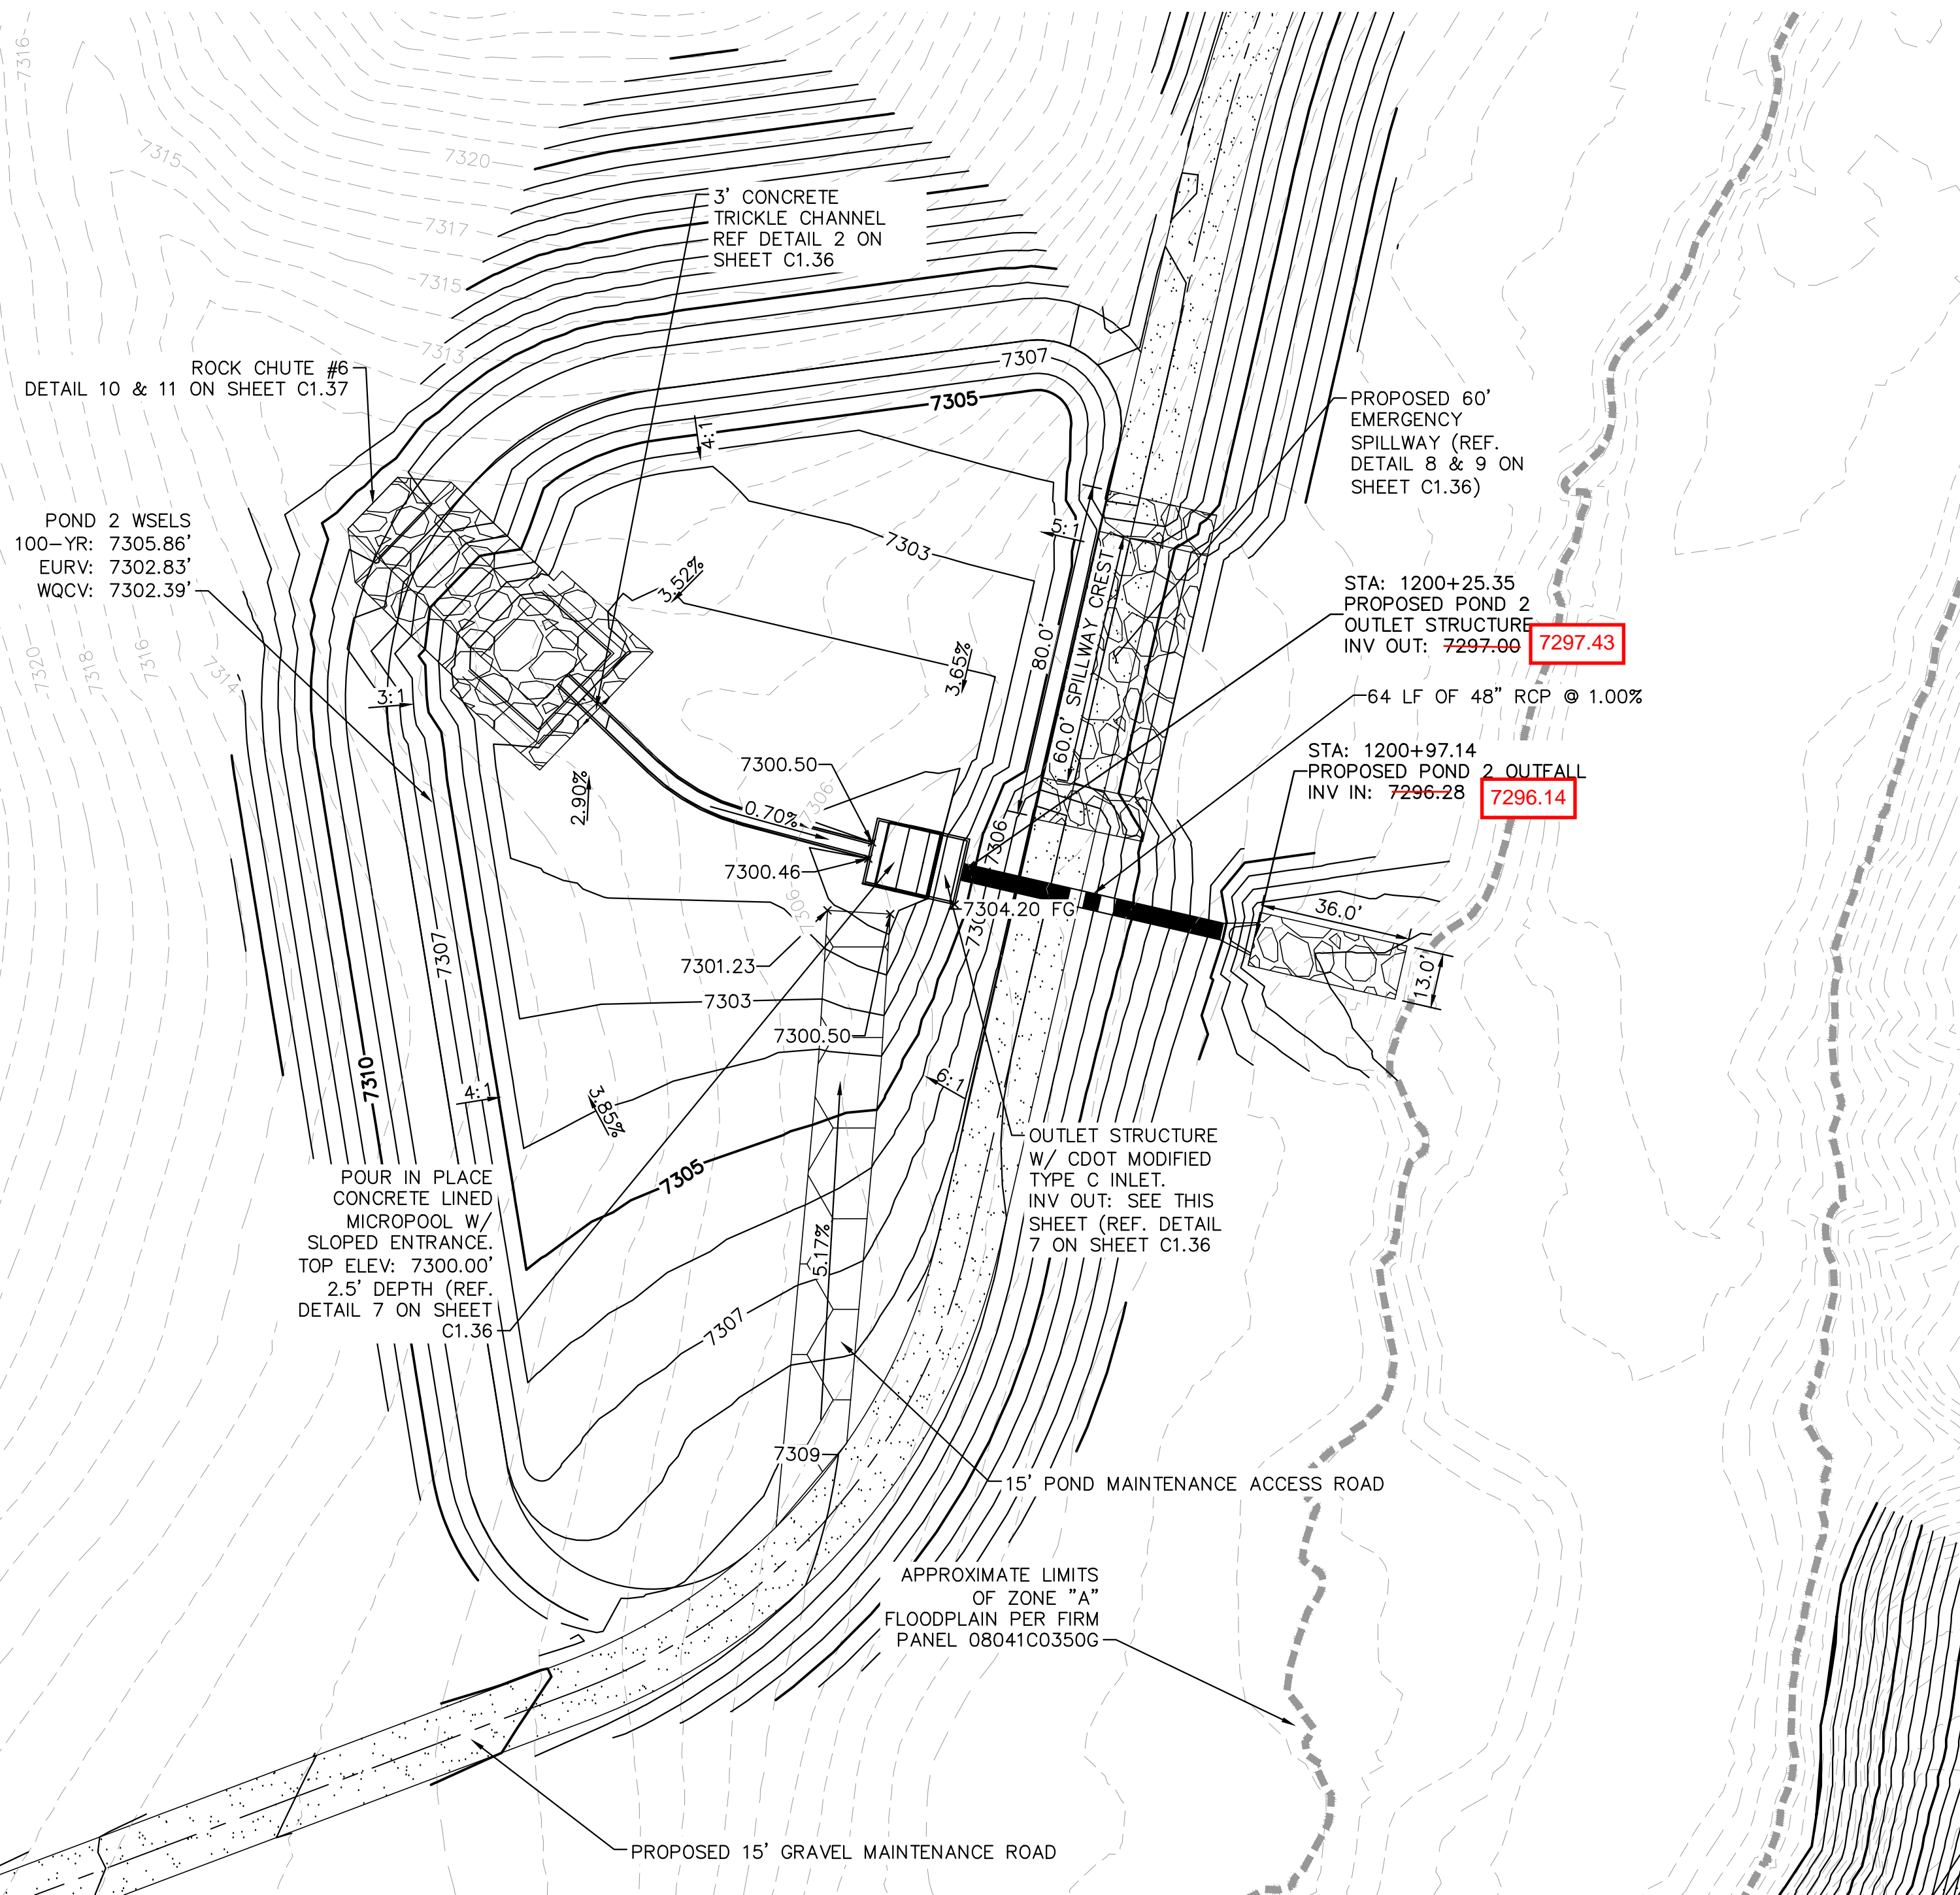 7316
7315
7320
7317
7315
7313
3' CONCRETE
TRICKLE CHANNEL
REF DETAIL 2 ON
SHEET C1.36
ROCK CHUTE #6
DETAIL 10 & 11 ON SHEET C1.37
7307
7305
4:1
PROPOSED 60'
EMERGENCY
SPILLWAY (REF.
DETAIL 8 & 9 ON
SHEET C1.36)
POND 2 WSELS
100-YR: 7305.86'
EURV: 7302.83'
WQCV: 7302.39'
5:1
7303
3.52%
STA: 1200+25.35
PROPOSED POND 2
OUTLET STRUCTURE
INV OUT: 7297.00
7297.43
80.0'
60.0' SPILLWAY CREST
3.65%
7320
7318
7316
7314
3:1
64 LF OF 48" RCP @ 1.00%
STA: 1200+97.14
PROPOSED POND 2 OUTFALL
INV IN: 7296.28
7296.14
7300.50
2.90%
0.70%
7306
7306
7300.46
7306
7304.20 FG
36.0'
13.0'
7301.23
7307
7303
7300.50
7310
4:1
3.85%
6:1
OUTLET STRUCTURE
W/ CDOT MODIFIED
TYPE C INLET.
INV OUT: SEE THIS
SHEET (REF. DETAIL
7 ON SHEET C1.36
POUR IN PLACE
CONCRETE LINED
MICROPOOL W/
SLOPED ENTRANCE.
TOP ELEV: 7300.00'
2.5' DEPTH (REF.
DETAIL 7 ON SHEET
C1.36
7305
5.17%
7307
7309
15' POND MAINTENANCE ACCESS ROAD
APPROXIMATE LIMITS
OF ZONE "A"
FLOODPLAIN PER FIRM
PANEL 08041C0350G
PROPOSED 15' GRAVEL MAINTENANCE ROAD